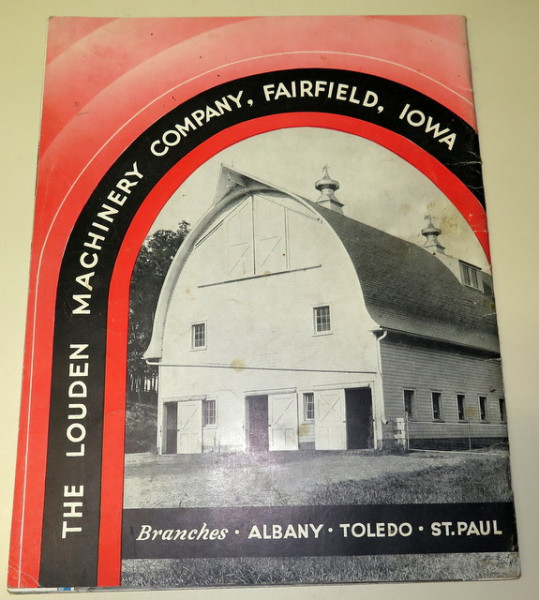 THE LOUDEN MACHINERY COMPANY, FAIRFIELD, IOWA
Branches · ALBANY · TOLEDO · ST. PAUL